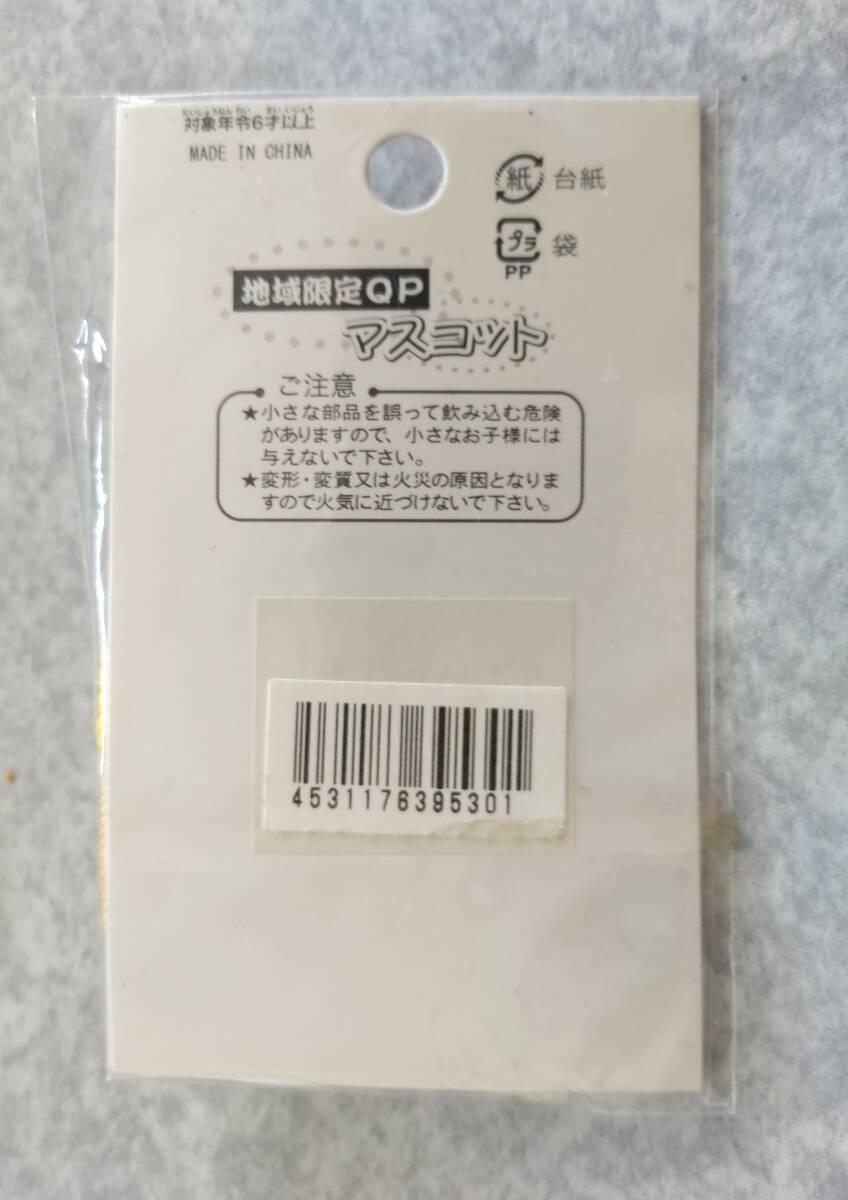 たいしょうねんれい さいいじょう
対象年令6才以上
MADE IN CHINA
紙 台紙
プラ 袋
PP
地域限定QP
マスコット
ご注意
★小さな部品を誤って飲み込む危険
がありますので、小さなお子様には
与えないで下さい。
★変形・変質又は火災の原因となりま
すので火気に近づけないで下さい。
4531176395301